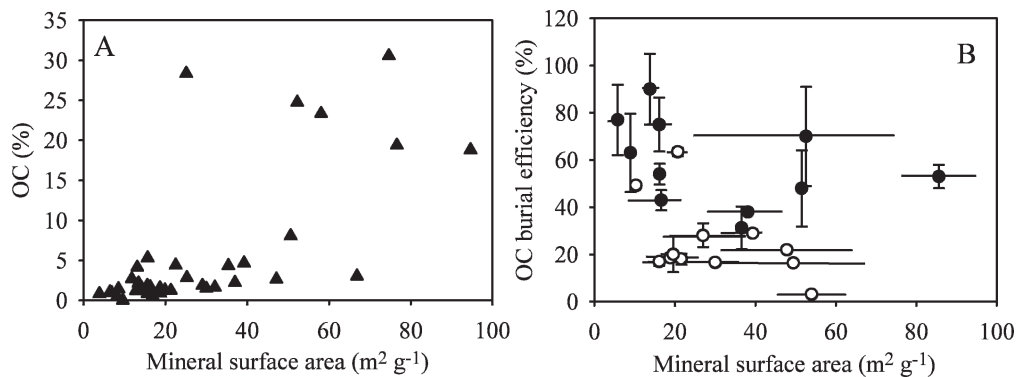 A
35
30
25
20
15
10
5
0
OC (%)
0 20 40 60 80 100
Mineral surface area (m² g⁻¹)
B
120
100
80
60
40
20
0
OC burial efficiency (%)
0 20 40 60 80 100
Mineral surface area (m² g⁻¹)